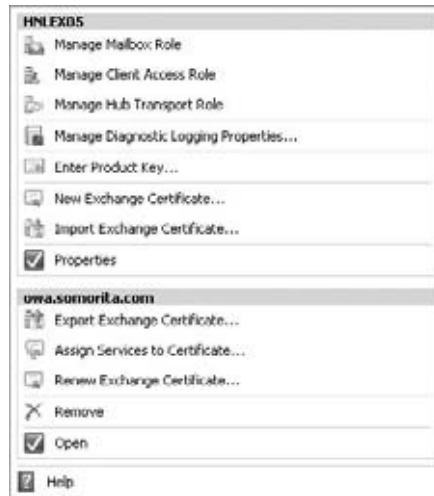 HNLEX05
Manage Mailbox Role
Manage Client Access Role
Manage Hub Transport Role
Manage Diagnostic Logging Properties...
Enter Product Key...
New Exchange Certificate...
Import Exchange Certificate...
Properties
owa.somorita.com
Export Exchange Certificate...
Assign Services to Certificate...
Renew Exchange Certificate...
Remove
Open
Help